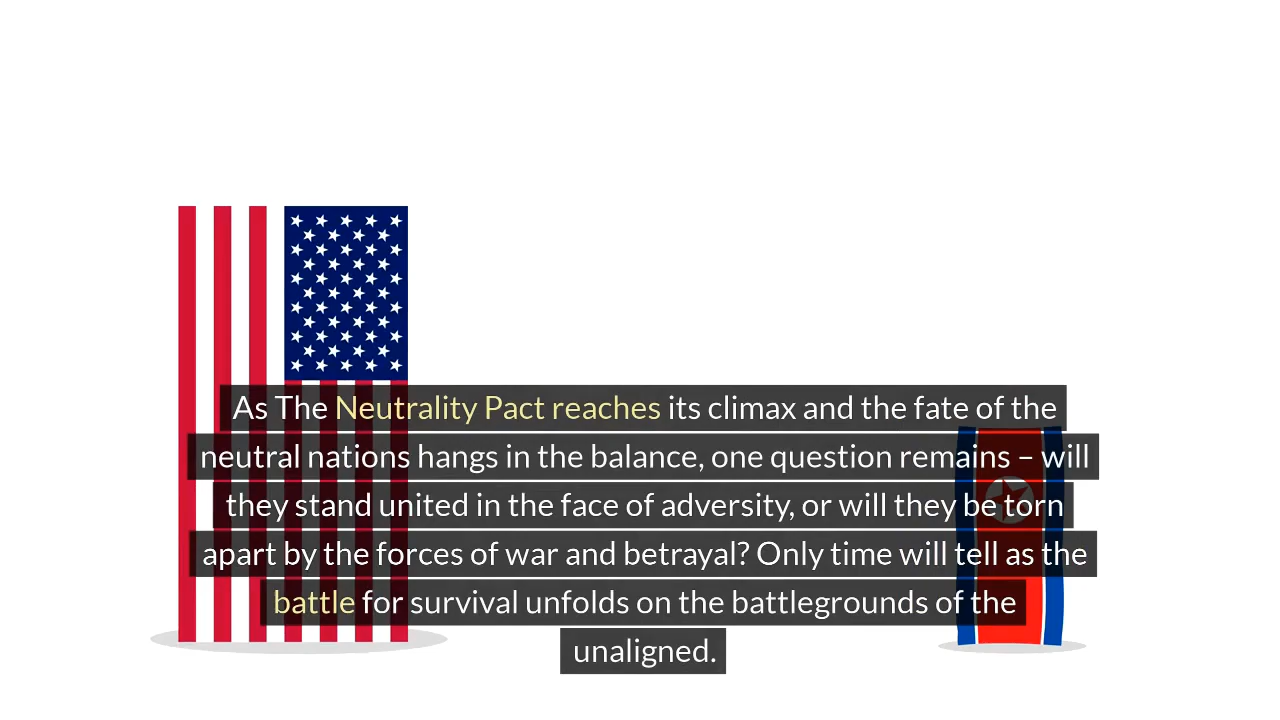 As The Neutrality Pact reaches its climax and the fate of the
neutral nations hangs in the balance, one question remains – will
they stand united in the face of adversity, or will they be torn
apart by the forces of war and betrayal? Only time will tell as the
battle for survival unfolds on the battlegrounds of the
unaligned.